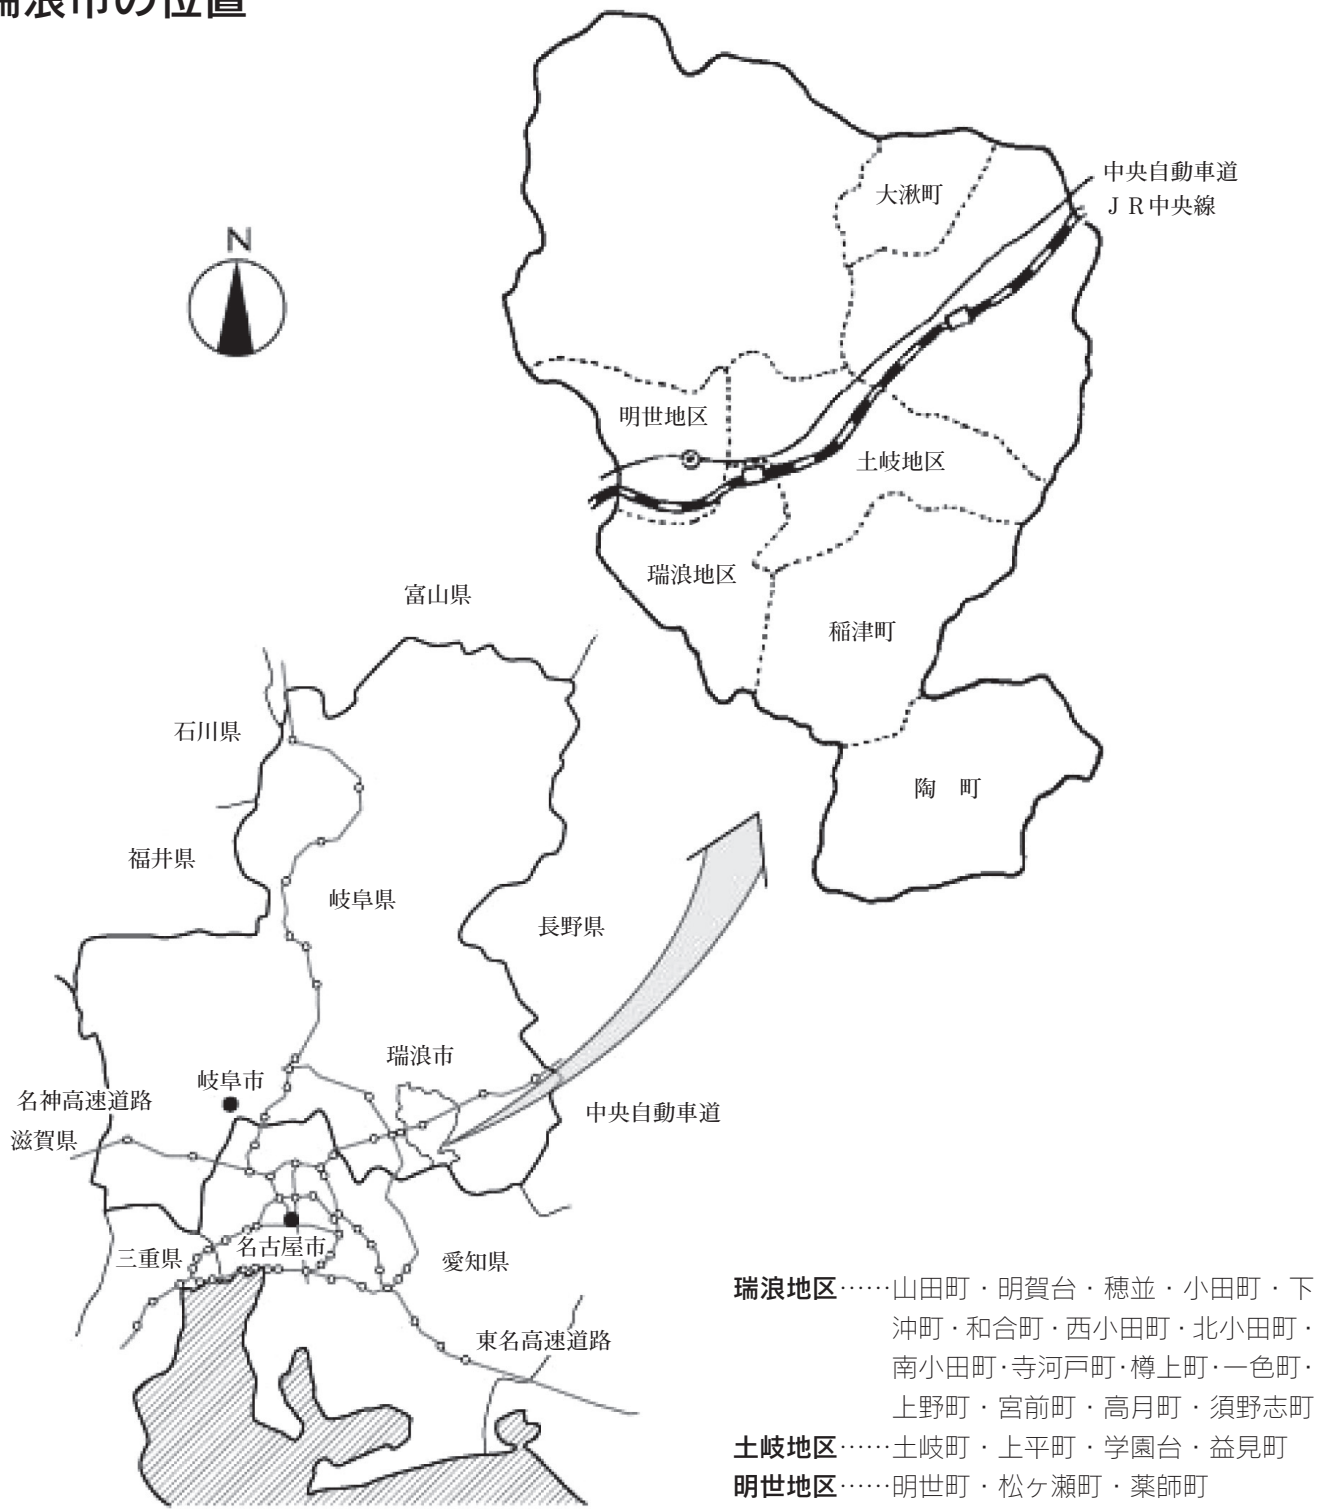 瑞浪市の位置
N
中央自動車道
ＪＲ中央線
大湫町
明世地区
土岐地区
瑞浪地区
稲津町
陶　町
富山県
石川県
福井県
岐阜県
長野県
瑞浪市
岐阜市
名神高速道路
滋賀県
中央自動車道
三重県
名古屋市
愛知県
東名高速道路
瑞浪地区……山田町・明賀台・穂並・小田町・下
沖町・和合町・西小田町・北小田町・
南小田町・寺河戸町・樽上町・一色町・
上野町・宮前町・高月町・須野志町
土岐地区……土岐町・上平町・学園台・益見町
明世地区……明世町・松ヶ瀬町・薬師町